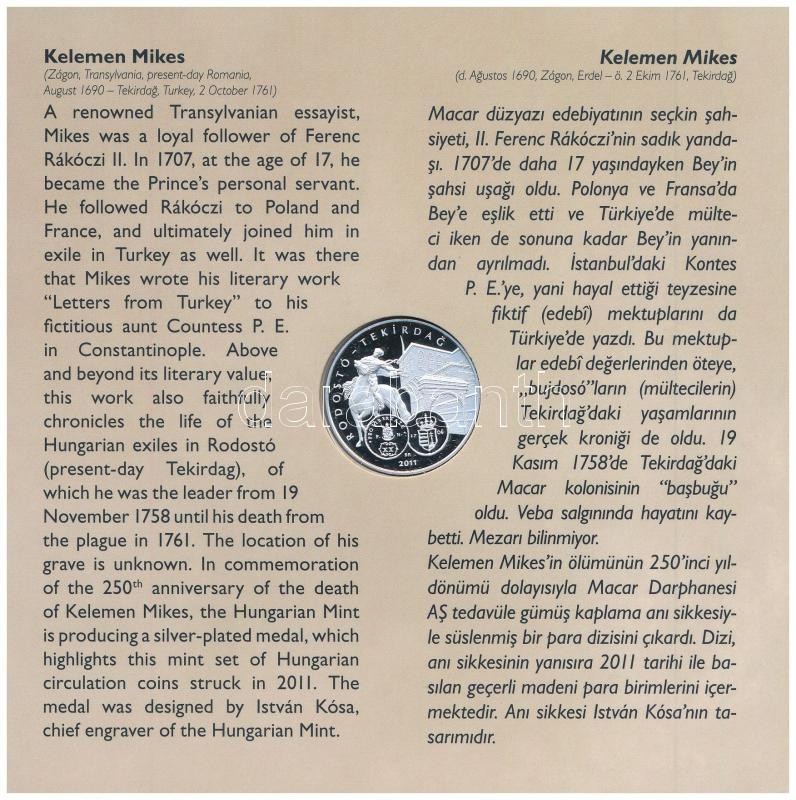 Kelemen Mikes
(Zágon, Transylvania, present-day Romania,
August 1690 – Tekirdağ, Turkey, 2 October 1761)
A renowned Transylvanian essayist,
Mikes was a loyal follower of Ferenc
Rákóczi II. In 1707, at the age of 17, he
became the Prince's personal servant.
He followed Rákóczi to Poland and
France, and ultimately joined him in
exile in Turkey as well. It was there
that Mikes wrote his literary work
“Letters from Turkey” to his
fictitious aunt Countess P. E.
in Constantinople. Above
and beyond its literary value,
this work also faithfully
chronicles the life of the
Hungarian exiles in Rodostó
(present-day Tekirdag), of
which he was the leader from 19
November 1758 until his death from
the plague in 1761. The location of his
grave is unknown. In commemoration
of the 250th anniversary of the death
of Kelemen Mikes, the Hungarian Mint
is producing a silver-plated medal, which
highlights this mint set of Hungarian
circulation coins struck in 2011. The
medal was designed by István Kósa,
chief engraver of the Hungarian Mint.
RODOSTÓ - TEKİRDAĞ
XX
2011
Kelemen Mikes
(d. Ağustos 1690, Zágon, Erdel – ö. 2 Ekim 1761, Tekirdağ)
Macar düzyazı edebiyatının seçkin şah-
siyeti, II. Ferenc Rákóczi'nin sadık yanda-
şı. 1707'de daha 17 yaşındayken Bey'in
şahsi uşağı oldu. Polonya ve Fransa'da
Bey'e eşlik etti ve Türkiye'de mülte-
ci iken de sonuna kadar Bey'in yanın-
dan ayrılmadı. İstanbul'daki Kontes
P. E.'ye, yani hayal ettiği teyzesine
fiktif (edebî) mektuplarını da
Türkiye'de yazdı. Bu mektup-
lar edebî değerlerinden öteye,
„bujdosó”ların (mültecilerin)
Tekirdağ'daki yaşamlarının
gerçek kroniği de oldu. 19
Kasım 1758'de Tekirdağ'daki
Macar kolonisinin “başbuğu”
oldu. Veba salgınında hayatını kay-
betti. Mezarı bilinmiyor.
Kelemen Mikes'in ölümünün 250'inci yıl-
dönümü dolayısıyla Macar Darphanesi
AŞ tedavüle gümüş kaplama anı sikkesiy-
le süslenmiş bir para dizisini çıkardı. Dizi,
anı sikkesinin yanısıra 2011 tarihi ile ba-
sılan geçerli madeni para birimlerini içer-
mektedir. Anı sikkesi István Kósa'nın ta-
sarımıdır.